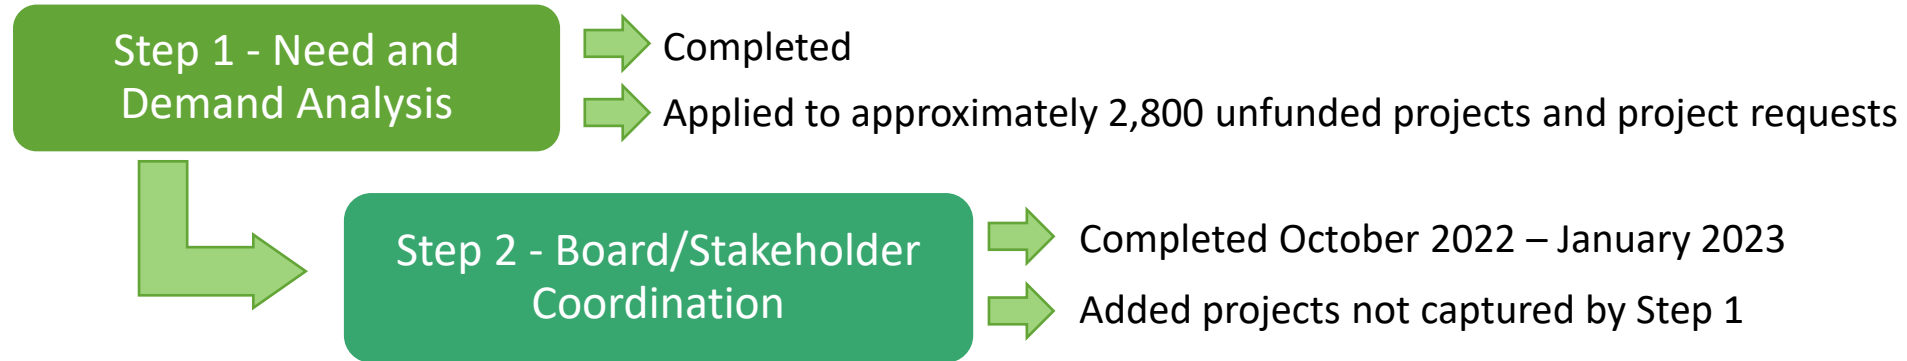 Step 1 - Need and
Demand Analysis
Completed
Applied to approximately 2,800 unfunded projects and project requests
Step 2 - Board/Stakeholder
Coordination
Completed October 2022 – January 2023
Added projects not captured by Step 1